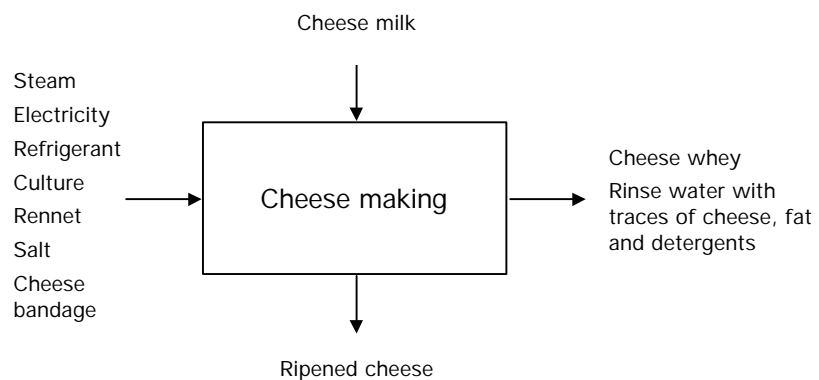 Cheese milk
Steam
Electricity
Refrigerant
Culture
Rennet
Salt
Cheese
bandage
Cheese making
Cheese whey
Rinse water with
traces of cheese, fat
and detergents
Ripened cheese